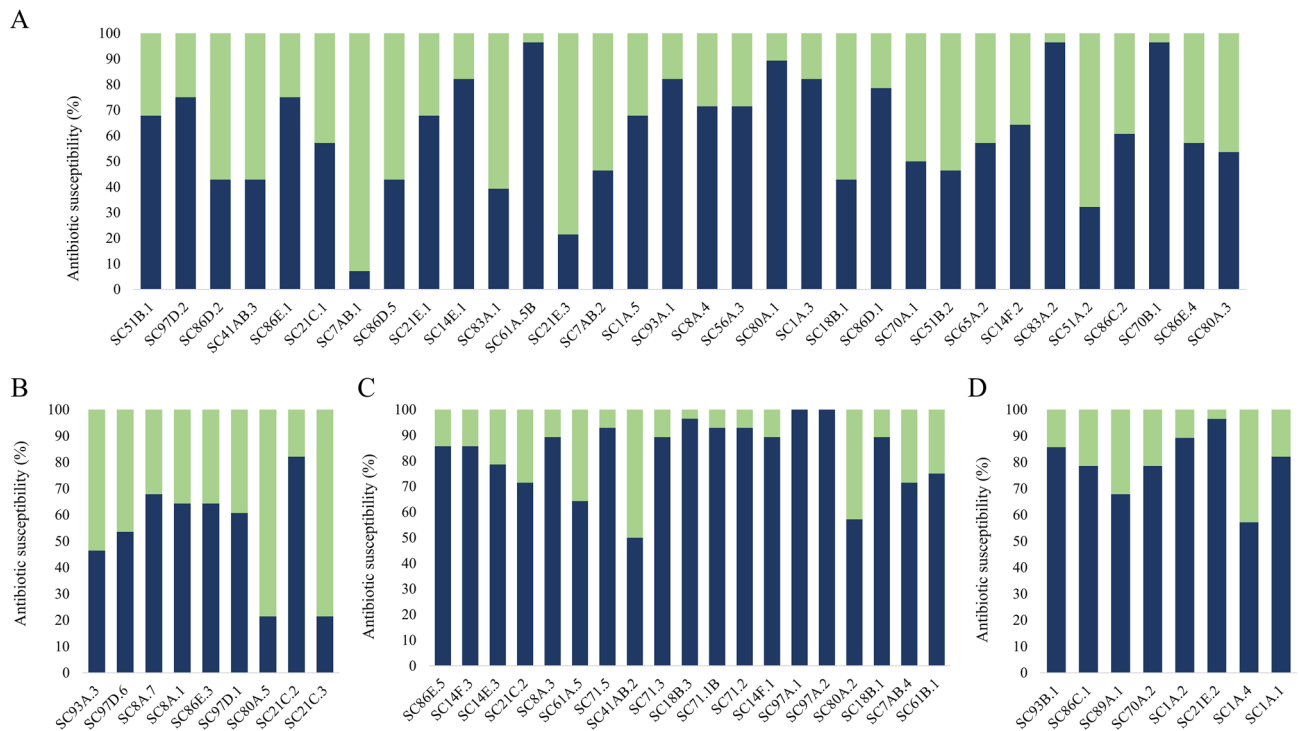 A
Antibiotic susceptibility (%)
100
90
80
70
60
50
40
30
20
10
0
SC51B.1
SC97D.2
SC86D.2
SC41AB.3
SC86E.1
SC21C.1
SC7AB.1
SC86D.5
SC21E.1
SC14E.1
SC83A.1
SC61A.5B
SC21E.3
SC7AB.2
SC1A.5
SC93A.1
SC8A.4
SC56A.3
SC80A.1
SC1A.3
SC18B.1
SC86D.1
SC70A.1
SC51B.2
SC65A.2
SC14F.2
SC83A.2
SC51A.2
SC86C.2
SC70B.1
SC86E.4
SC80A.3
B
Antibiotic susceptibility (%)
100
90
80
70
60
50
40
30
20
10
0
SC93A.3
SC97D.6
SC8A.7
SC8A.1
SC86E.3
SC97D.1
SC80A.5
SC21C.2
SC21C.3
C
Antibiotic susceptibility (%)
100
90
80
70
60
50
40
30
20
10
0
SC86E.5
SC14F.3
SC14E.3
SC21C.2
SC8A.3
SC61A.5
SC71.5
SC41AB.2
SC71.3
SC18B.3
SC71.1B
SC71.2
SC14F.1
SC97A.1
SC97A.2
SC80A.2
SC18B.1
SC7AB.4
SC61B.1
D
Antibiotic susceptibility (%)
100
90
80
70
60
50
40
30
20
10
0
SC93B.1
SC86C.1
SC89A.1
SC70A.2
SC1A.2
SC21E.2
SC1A.4
SC1A.1